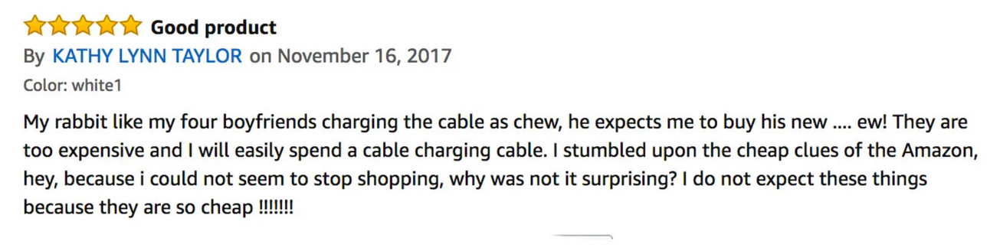 Good product
By KATHY LYNN TAYLOR on November 16, 2017
Color: white1
My rabbit like my four boyfriends charging the cable as chew, he expects me to buy his new .... ew! They are
too expensive and I will easily spend a cable charging cable. I stumbled upon the cheap clues of the Amazon,
hey, because i could not seem to stop shopping, why was not it surprising? I do not expect these things
because they are so cheap !!!!!!!